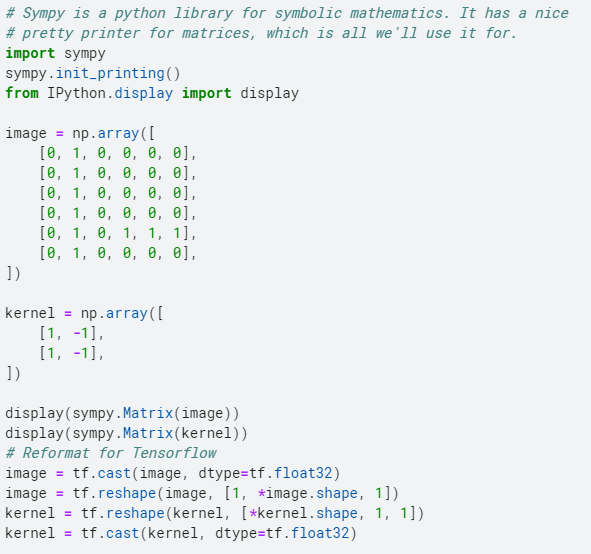 # Sympy is a python library for symbolic mathematics. It has a nice
# pretty printer for matrices, which is all we'll use it for.
import sympy
sympy.init_printing()
from IPython.display import display

image = np.array([
    [0, 1, 0, 0, 0, 0],
    [0, 1, 0, 0, 0, 0],
    [0, 1, 0, 0, 0, 0],
    [0, 1, 0, 0, 0, 0],
    [0, 1, 0, 1, 1, 1],
    [0, 1, 0, 0, 0, 0],
])

kernel = np.array([
    [1, -1],
    [1, -1],
])

display(sympy.Matrix(image))
display(sympy.Matrix(kernel))
# Reformat for Tensorflow
image = tf.cast(image, dtype=tf.float32)
image = tf.reshape(image, [1, *image.shape, 1])
kernel = tf.reshape(kernel, [*kernel.shape, 1, 1])
kernel = tf.cast(kernel, dtype=tf.float32)